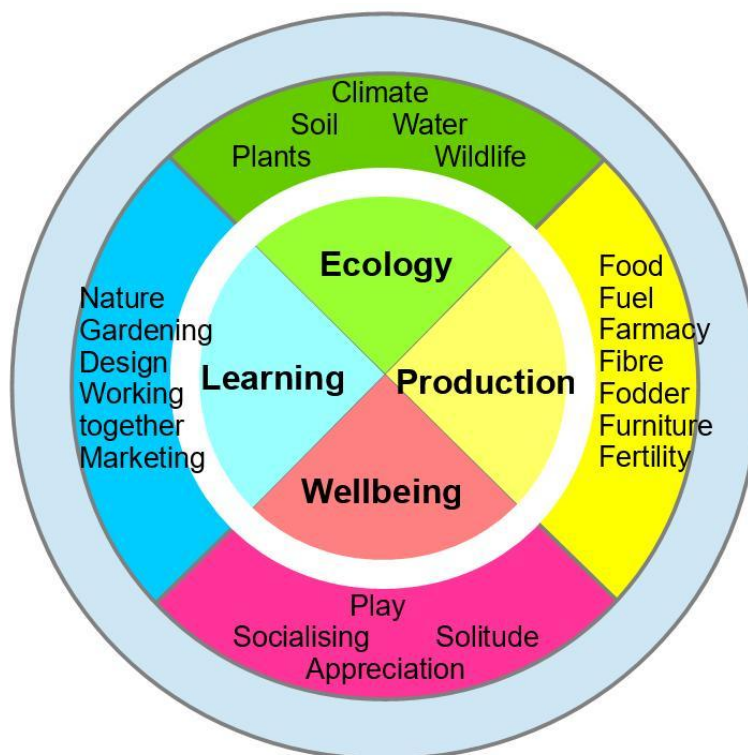 Climate
Soil Water
Plants Wildlife
Ecology
Nature
Gardening
Design
Working
together
Marketing
Learning
Production
Food
Fuel
Farmacy
Fibre
Fodder
Furniture
Fertility
Wellbeing
Play
Socialising Solitude
Appreciation